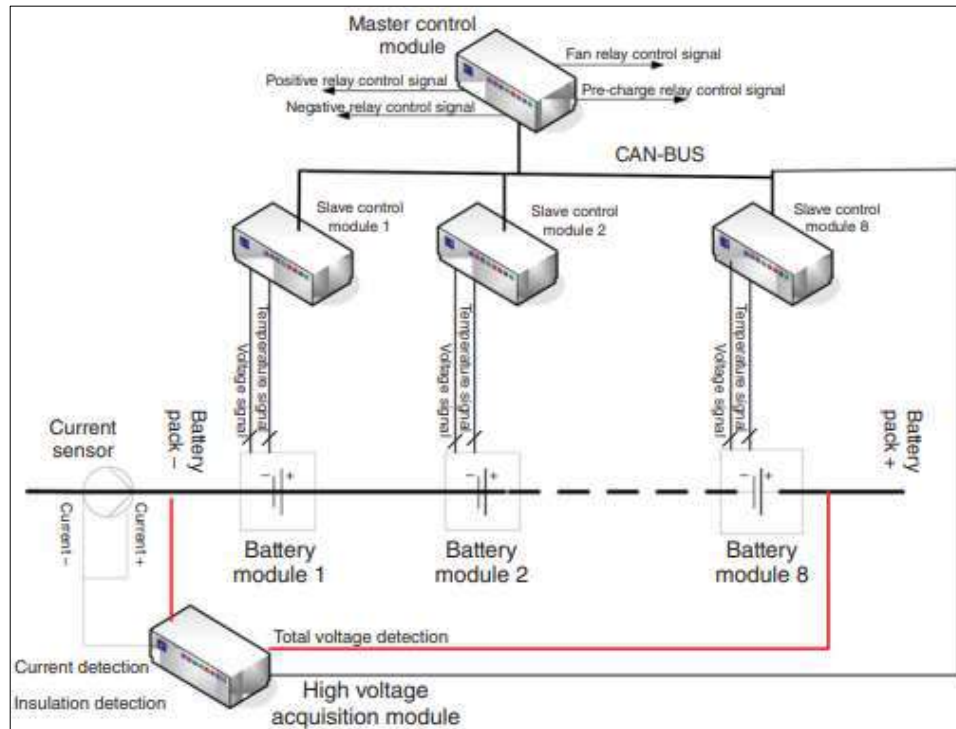 Master control
module
Fan relay control signal
Positive relay control signal
Pre-charge relay control signal
Negative relay control signal
CAN-BUS
Slave control
module 1
Slave control
module 2
Slave control
module 8
Voltage signal
Temperature signal
Voltage signal
Temperature signal
Voltage signal
Temperature signal
Current
sensor
Battery
pack –
Battery
pack +
– +
– +
– +
Current –
Current +
Battery
module 1
Battery
module 2
Battery
module 8
Total voltage detection
Current detection
Insulation detection
High voltage
acquisition module